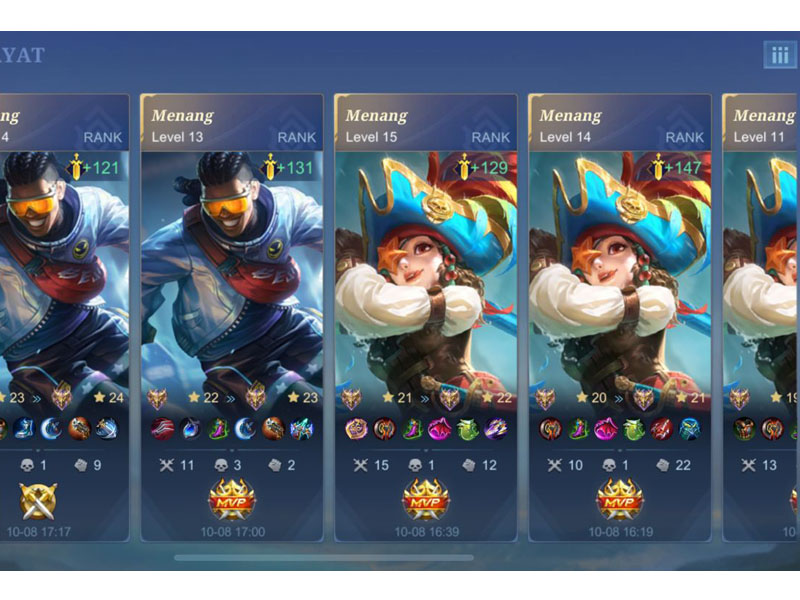 YAT
ng
4
RANK
+121
23 » 24
1 9
10-08 17:17
Menang
Level 13
RANK
+131
22 » 23
11 3 2
MVP
10-08 17:00
Menang
Level 15
RANK
+129
21 » 22
15 1 12
MVP
10-08 16:39
Menang
Level 14
RANK
+147
20 » 21
10 1 22
MVP
10-08 16:19
Menang
Level 11
19
13
10-